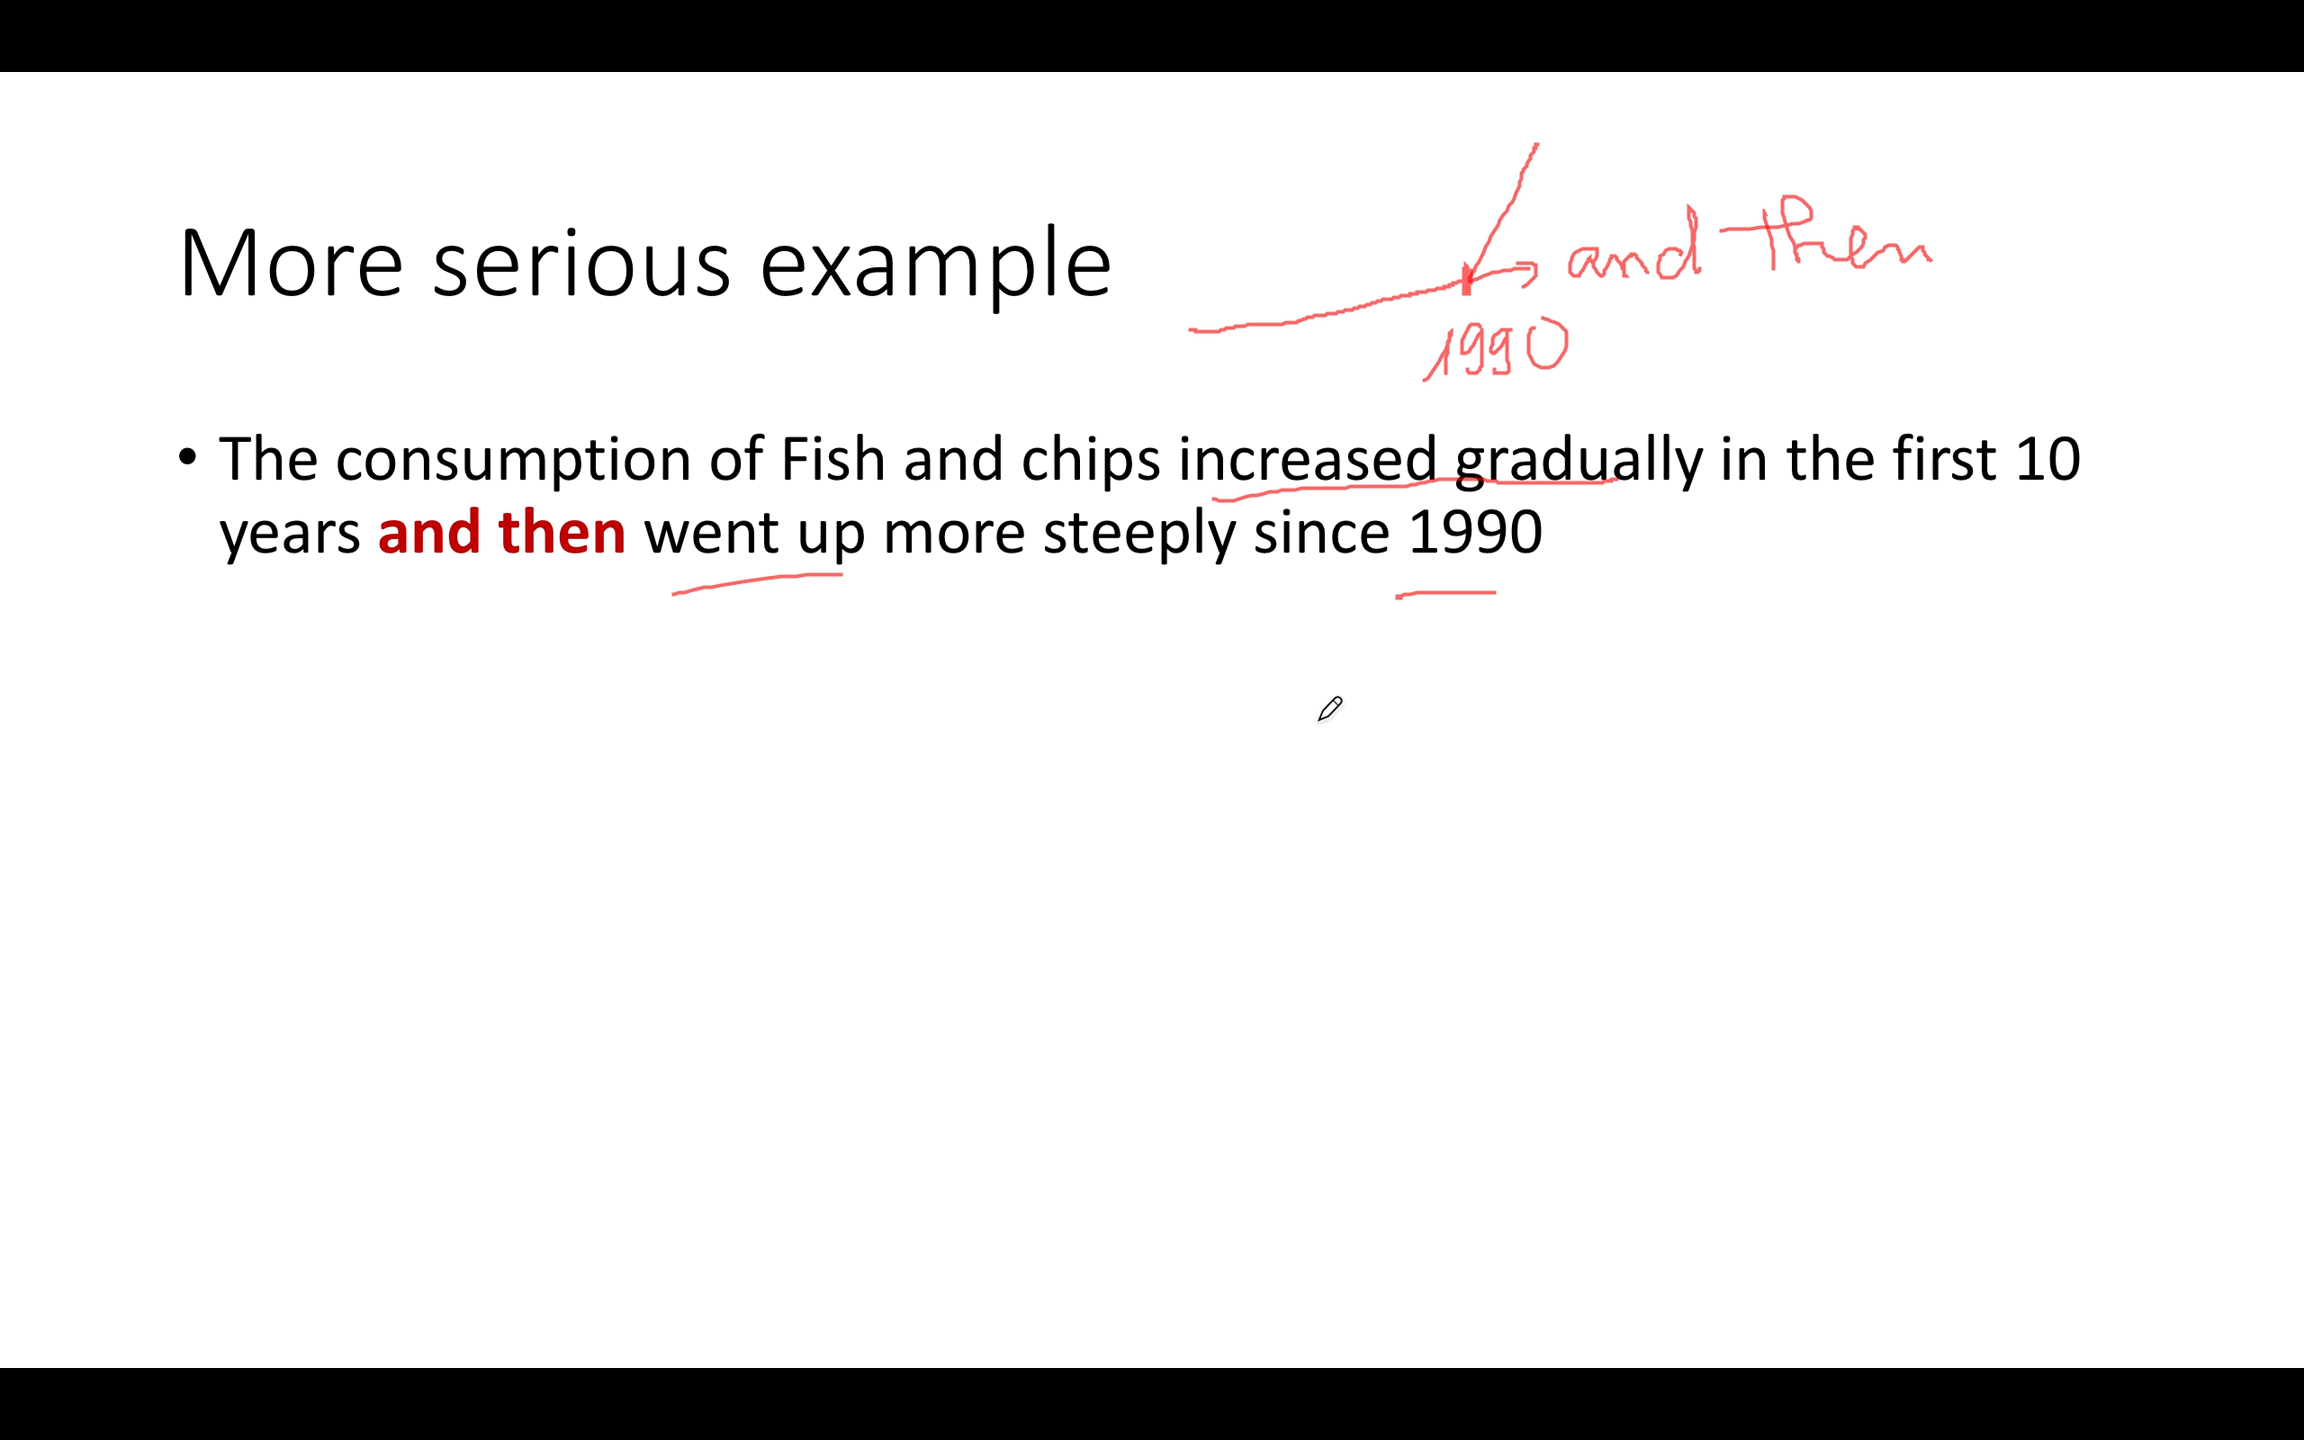 More serious example
and then
1990
• The consumption of Fish and chips increased gradually in the first 10
years and then went up more steeply since 1990